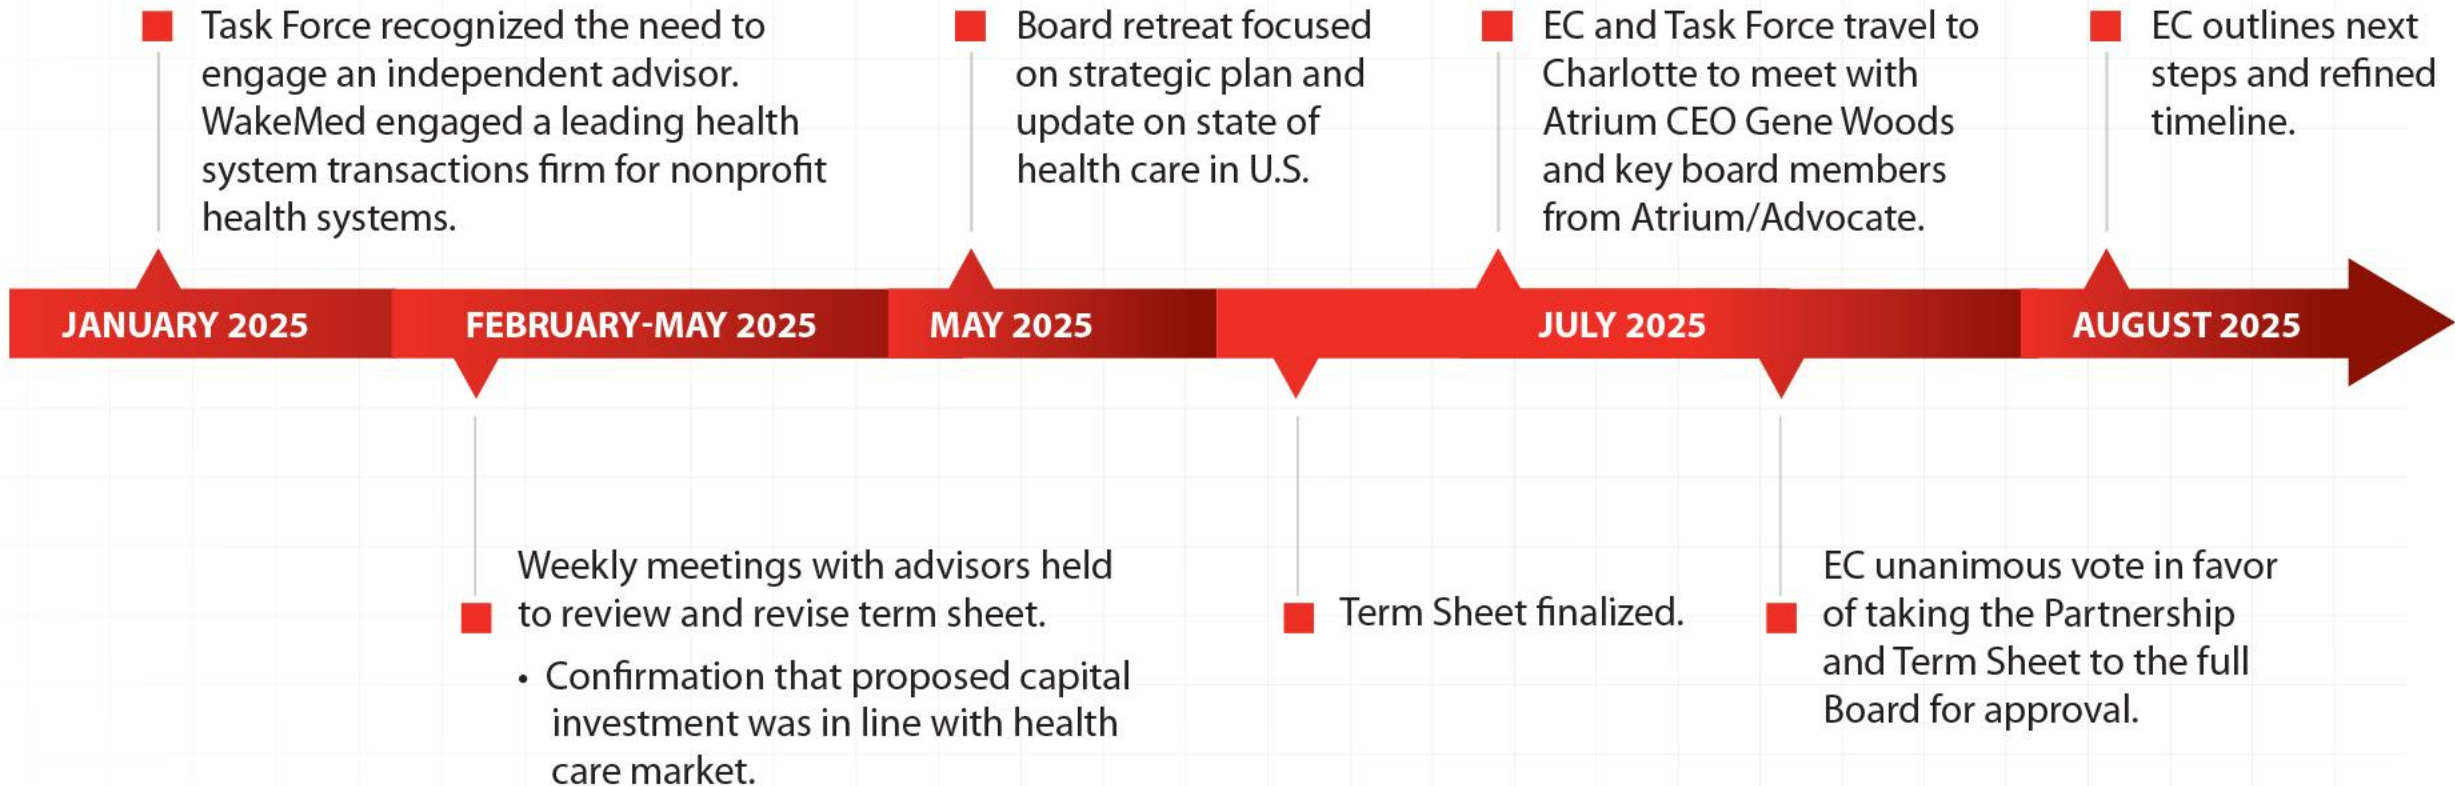 Task Force recognized the need to
engage an independent advisor.
WakeMed engaged a leading health
system transactions firm for nonprofit
health systems.
Board retreat focused
on strategic plan and
update on state of
health care in U.S.
EC and Task Force travel to
Charlotte to meet with
Atrium CEO Gene Woods
and key board members
from Atrium/Advocate.
EC outlines next
steps and refined
timeline.
JANUARY 2025
FEBRUARY-MAY 2025
MAY 2025
JULY 2025
AUGUST 2025
Weekly meetings with advisors held
to review and revise term sheet.
• Confirmation that proposed capital
investment was in line with health
care market.
Term Sheet finalized.
EC unanimous vote in favor
of taking the Partnership
and Term Sheet to the full
Board for approval.